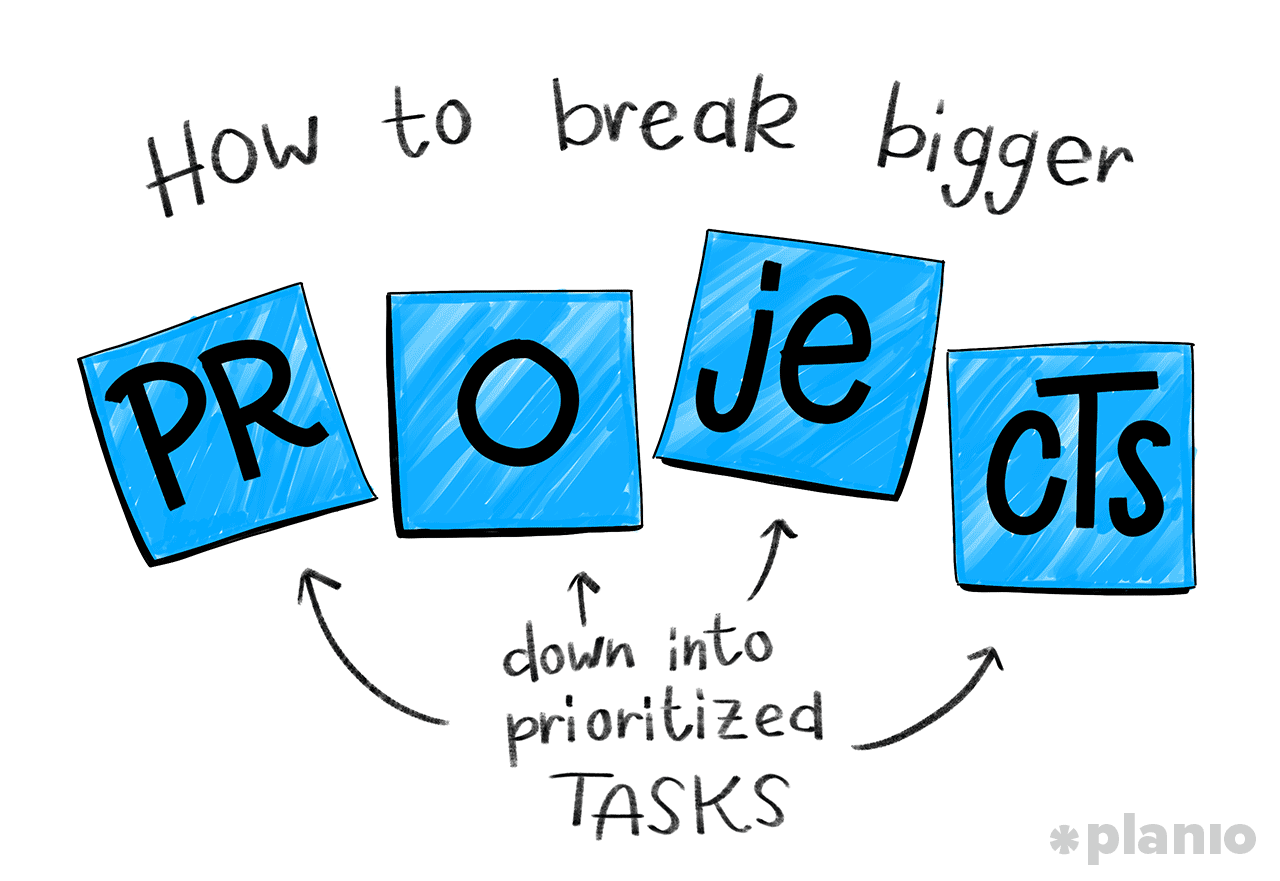 How to break bigger
PR O je cTs
down into
prioritized
TASKS
*planio